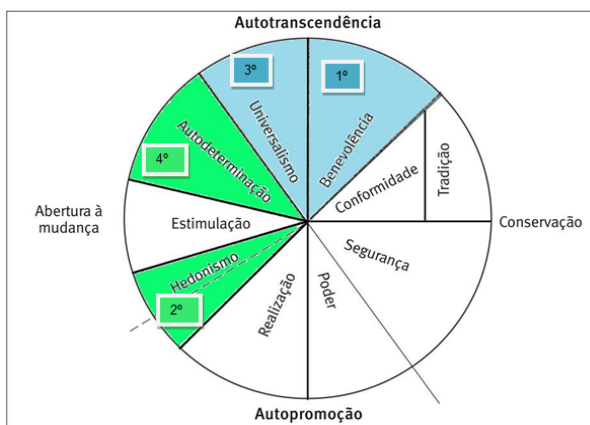 Autotranscendência
3º
1º
Universalismo
Benevolência
4º
Autodeterminação
Conformidade
Tradição
Abertura à
mudança
Estimulação
Conservação
Hedonismo
Segurança
2º
Realização
Poder
Autopromoção